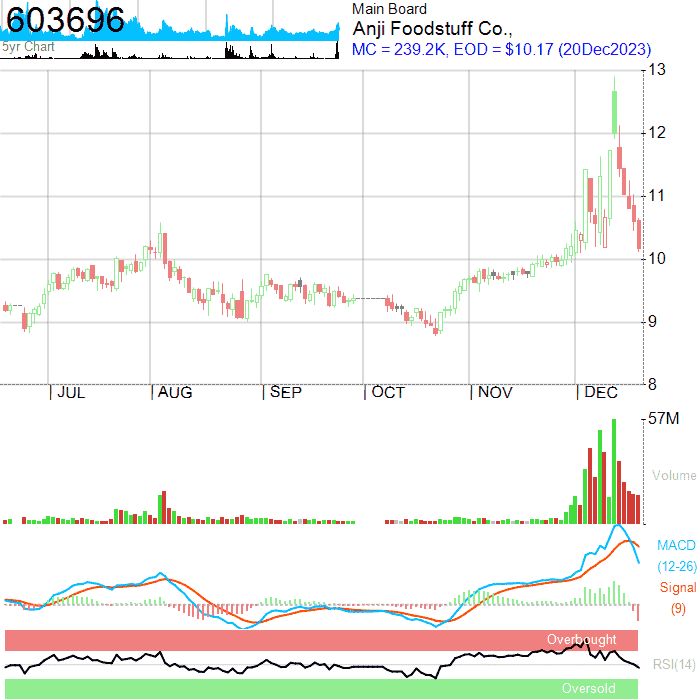 603696
5yr Chart
Main Board
Anji Foodstuff Co.,
MC = 239.2K, EOD = $10.17 (20Dec2023)
13
12
11
10
9
8
JUL AUG SEP OCT NOV DEC
57M
Volume
MACD
(12-26)
Signal
(9)
Overbought
RSI(14)
Oversold